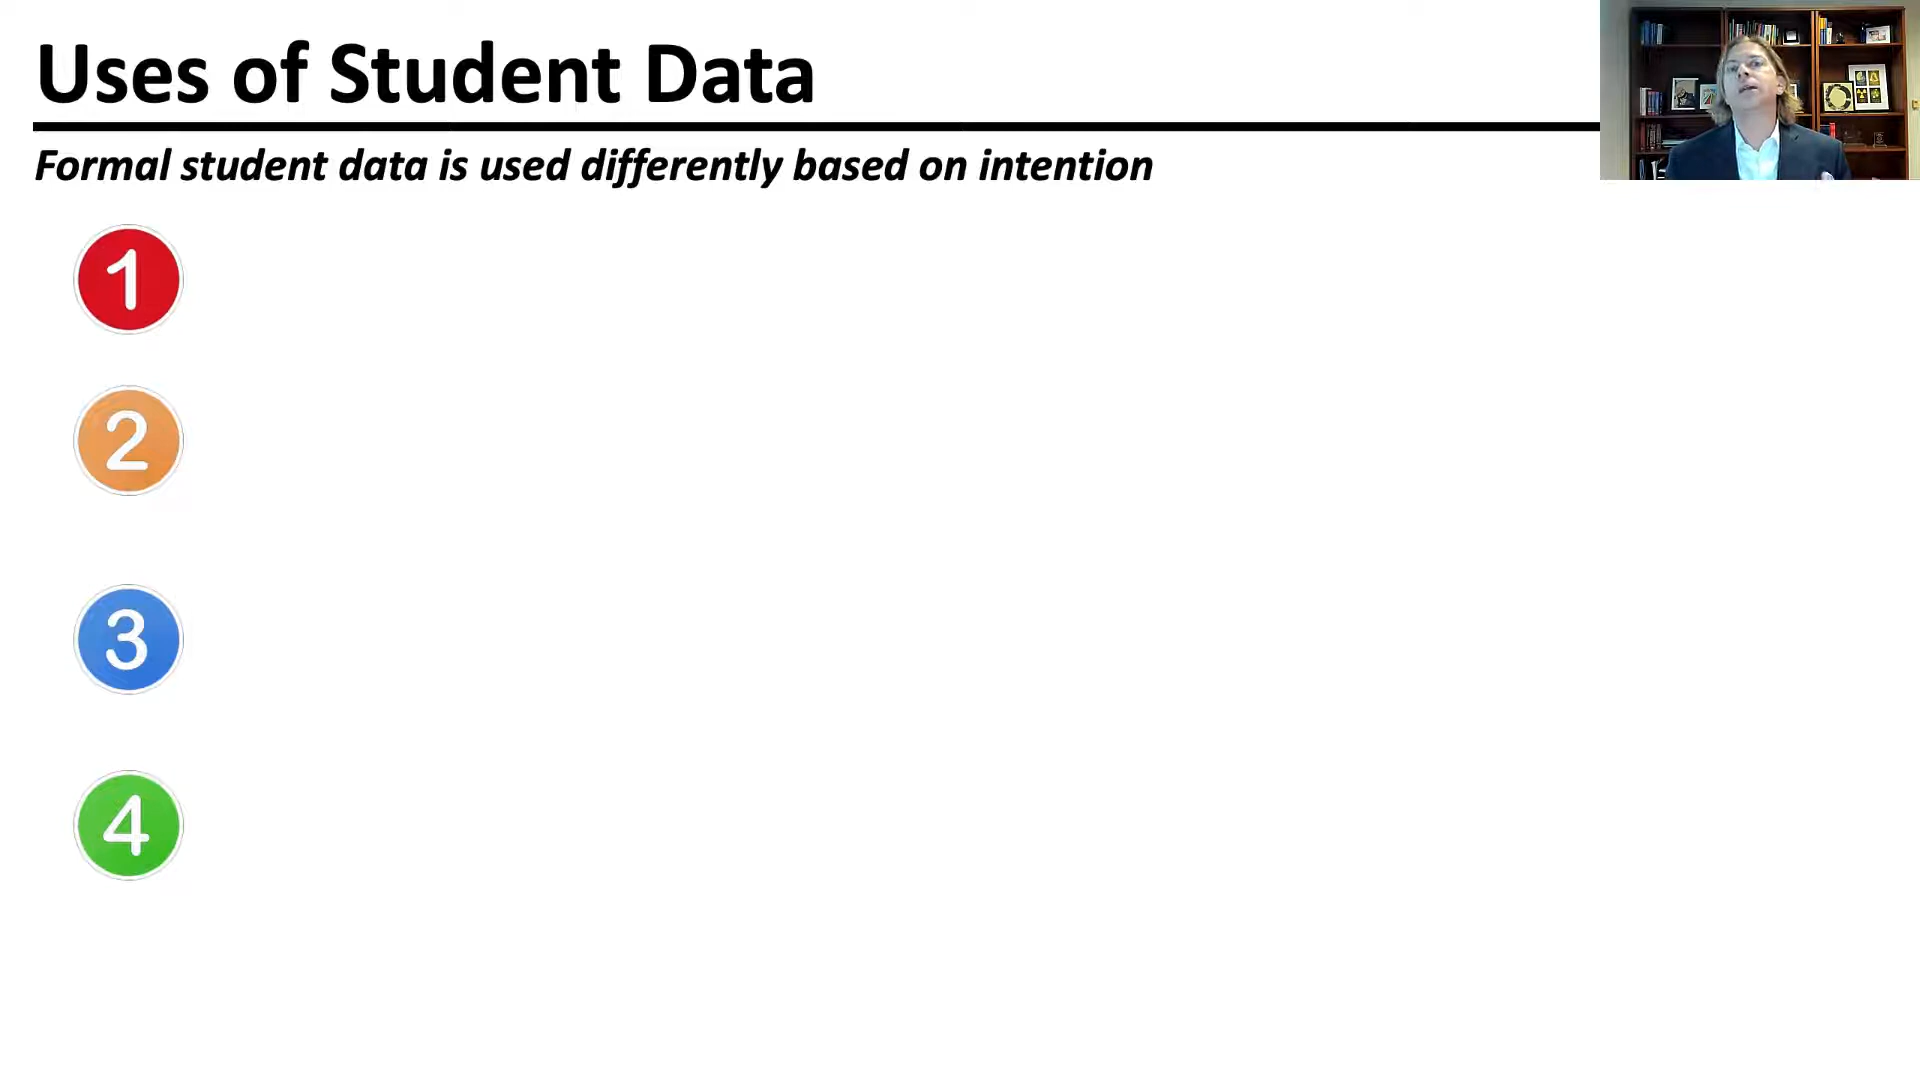 Uses of Student Data
Formal student data is used differently based on intention
1
2
3
4